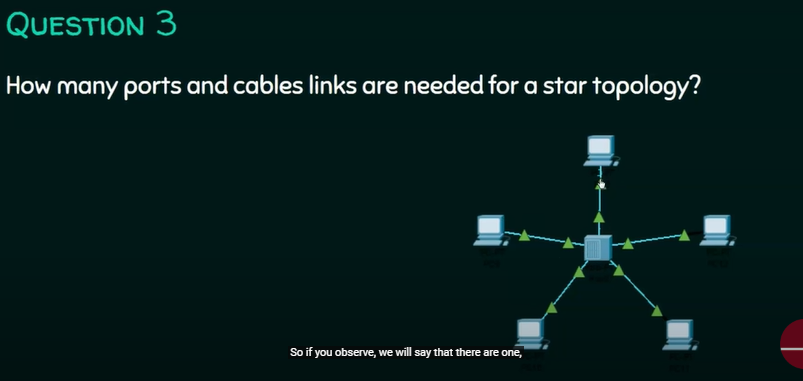 QUESTION 3
How many ports and cables links are needed for a star topology?
So if you observe, we will say that there are one,